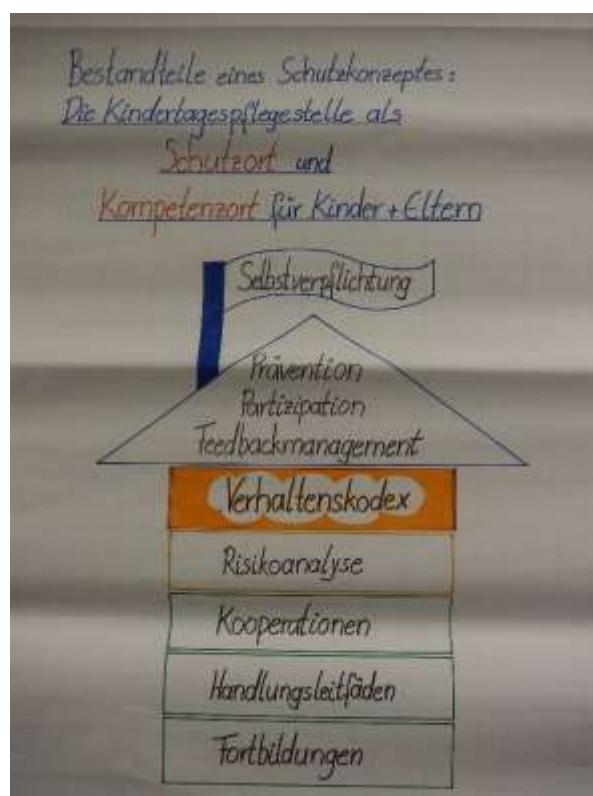 Bestandteile eines Schutzkonzeptes:
Die Kindertagespflegestelle als
Schutzort und
Kompetenzort für Kinder + Eltern
Selbstverpflichtung
Prävention
Partizipation
Feedbackmanagement
Verhaltenskodex
Risikoanalyse
Kooperationen
Handlungsleitfäden
Fortbildungen